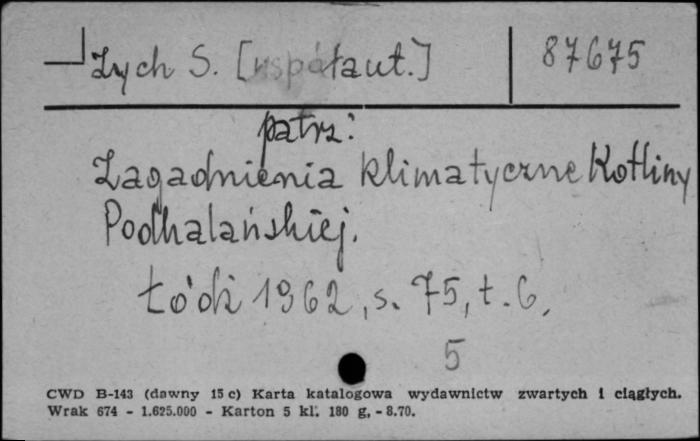 Zych S. [współaut.] 87675
patrz:
Zagadnienia klimatyczne Kotliny
Podhalańskiej.
Łódź 1962, s. 75, t. 6,
5
CWD B-143 (dawny 15 c) Karta katalogowa wydawnictw zwartych i ciągłych.
Wrak 674 - 1.625.000 - Karton 5 kl. 180 g, - 8.70.